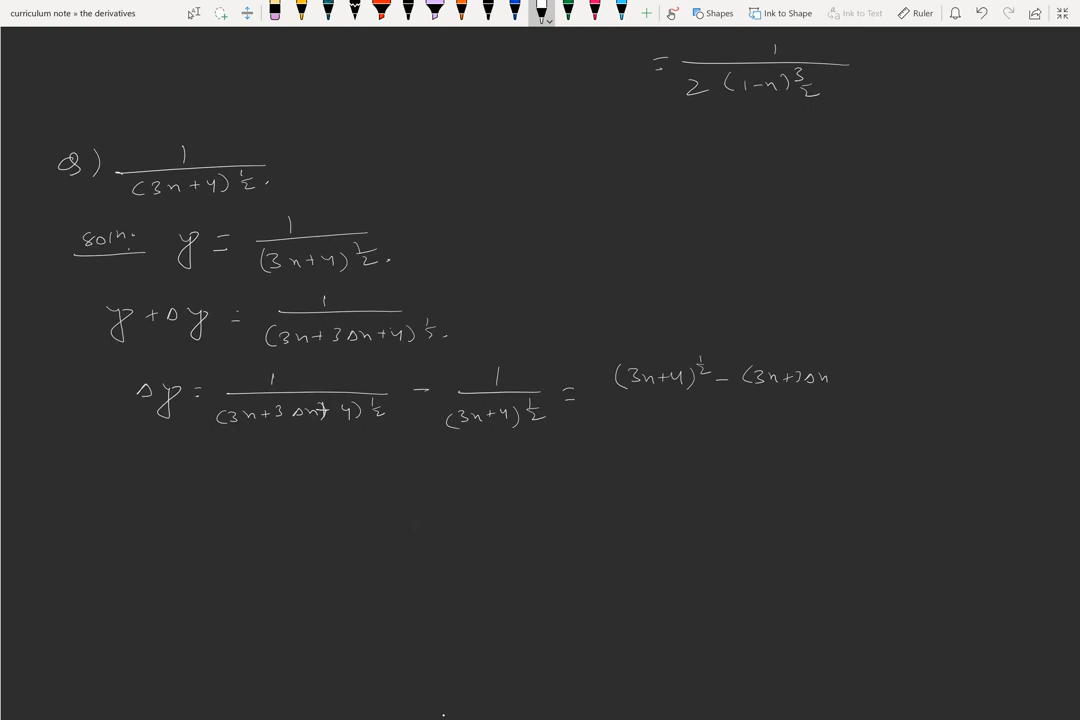 curriculum note » the derivatives
Shapes Ink to Shape Ink to Text Ruler
= 1 / 2 (1-x)^3/2
Q) 1 / (3x+4)^1/2.
soln: y = 1 / (3x+4)^1/2.
y + Δy = 1 / (3x+3Δx+4)^1/2.
Δy = 1 / (3x+3Δx+4)^1/2 - 1 / (3x+4)^1/2 = (3x+4)^1/2 - (3x+3Δx